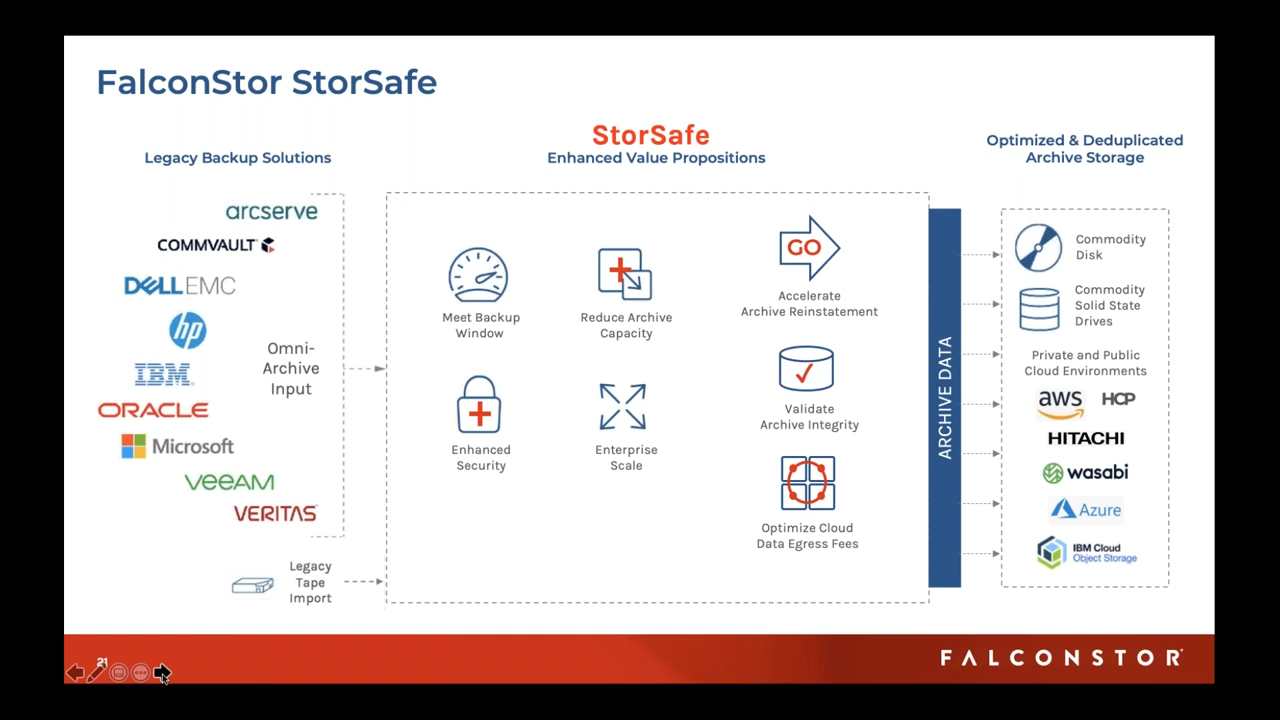 FalconStor StorSafe
StorSafe
Legacy Backup Solutions
Enhanced Value Propositions
Optimized & Deduplicated
Archive Storage
arcserve
COMMVAULT
DELLEMC
hp
IBM
ORACLE
Microsoft
VEEAM
VERITAS
Omni-
Archive
Input
Legacy
Tape
Import
Meet Backup
Window
Reduce Archive
Capacity
Enhanced
Security
Enterprise
Scale
GO
Accelerate
Archive Reinstatement
Validate
Archive Integrity
Optimize Cloud
Data Egress Fees
ARCHIVE DATA
Commodity
Disk
Commodity
Solid State
Drives
Private and Public
Cloud Environments
aws HCP
HITACHI
wasabi
Azure
IBM Cloud
Object Storage
21
FALCONSTOR